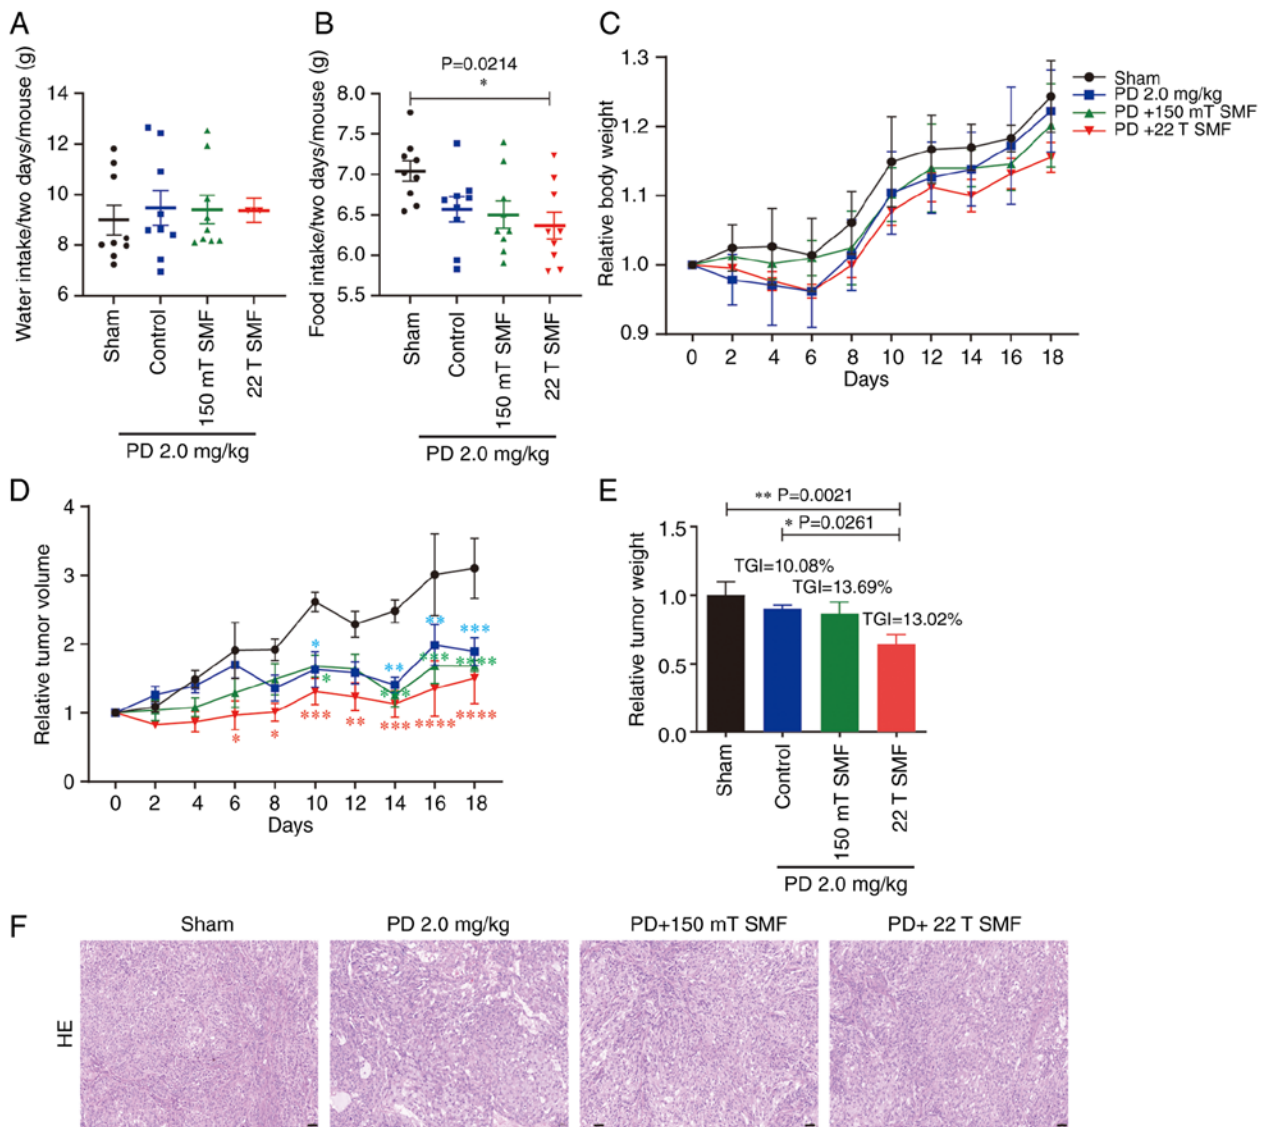 A
Water intake/two days/mouse (g)
14
12
10
8
6
Sham
Control
150 mT SMF
22 T SMF
PD 2.0 mg/kg
B
Food intake/two days/mouse (g)
P=0.0214
*
8.0
7.5
7.0
6.5
6.0
5.5
Sham
Control
150 mT SMF
22 T SMF
PD 2.0 mg/kg
C
Relative body weight
1.3
1.2
1.1
1.0
0.9
0 2 4 6 8 10 12 14 16 18
Days
Sham
PD 2.0 mg/kg
PD +150 mT SMF
PD +22 T SMF
D
Relative tumor volume
4
3
2
1
0
* ** ** ***
* *** *** ****
* * *** ** *** **** ****
0 2 4 6 8 10 12 14 16 18
Days
E
Relative tumor weight
** P=0.0021
* P=0.0261
1.5
1.0
0.5
0.0
TGI=10.08%
TGI=13.69%
TGI=13.02%
Sham
Control
150 mT SMF
22 T SMF
PD 2.0 mg/kg
F
Sham
PD 2.0 mg/kg
PD+150 mT SMF
PD+ 22 T SMF
HE